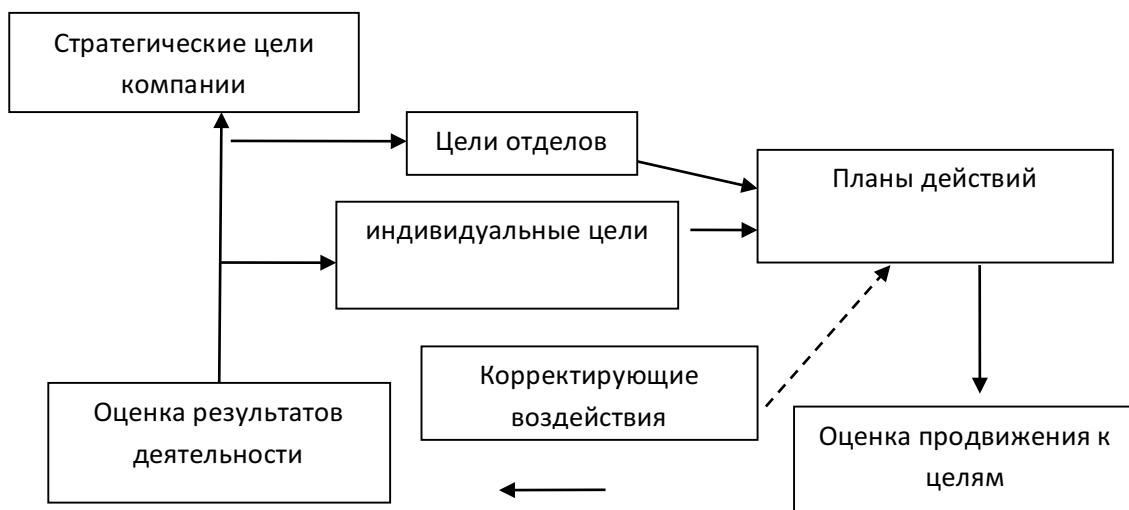 Стратегические цели
компании
Цели отделов
Планы действий
индивидуальные цели
Корректирующие
воздействия
Оценка результатов
деятельности
Оценка продвижения к
целям